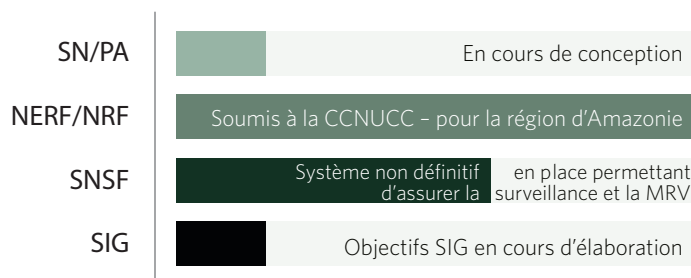 SN/PA
En cours de conception
NERF/NRF
Soumis à la CCNUCC – pour la région d'Amazonie
SNSF
Système non définitif en place permettant
d'assurer la surveillance et la MRV
SIG
Objectifs SIG en cours d'élaboration